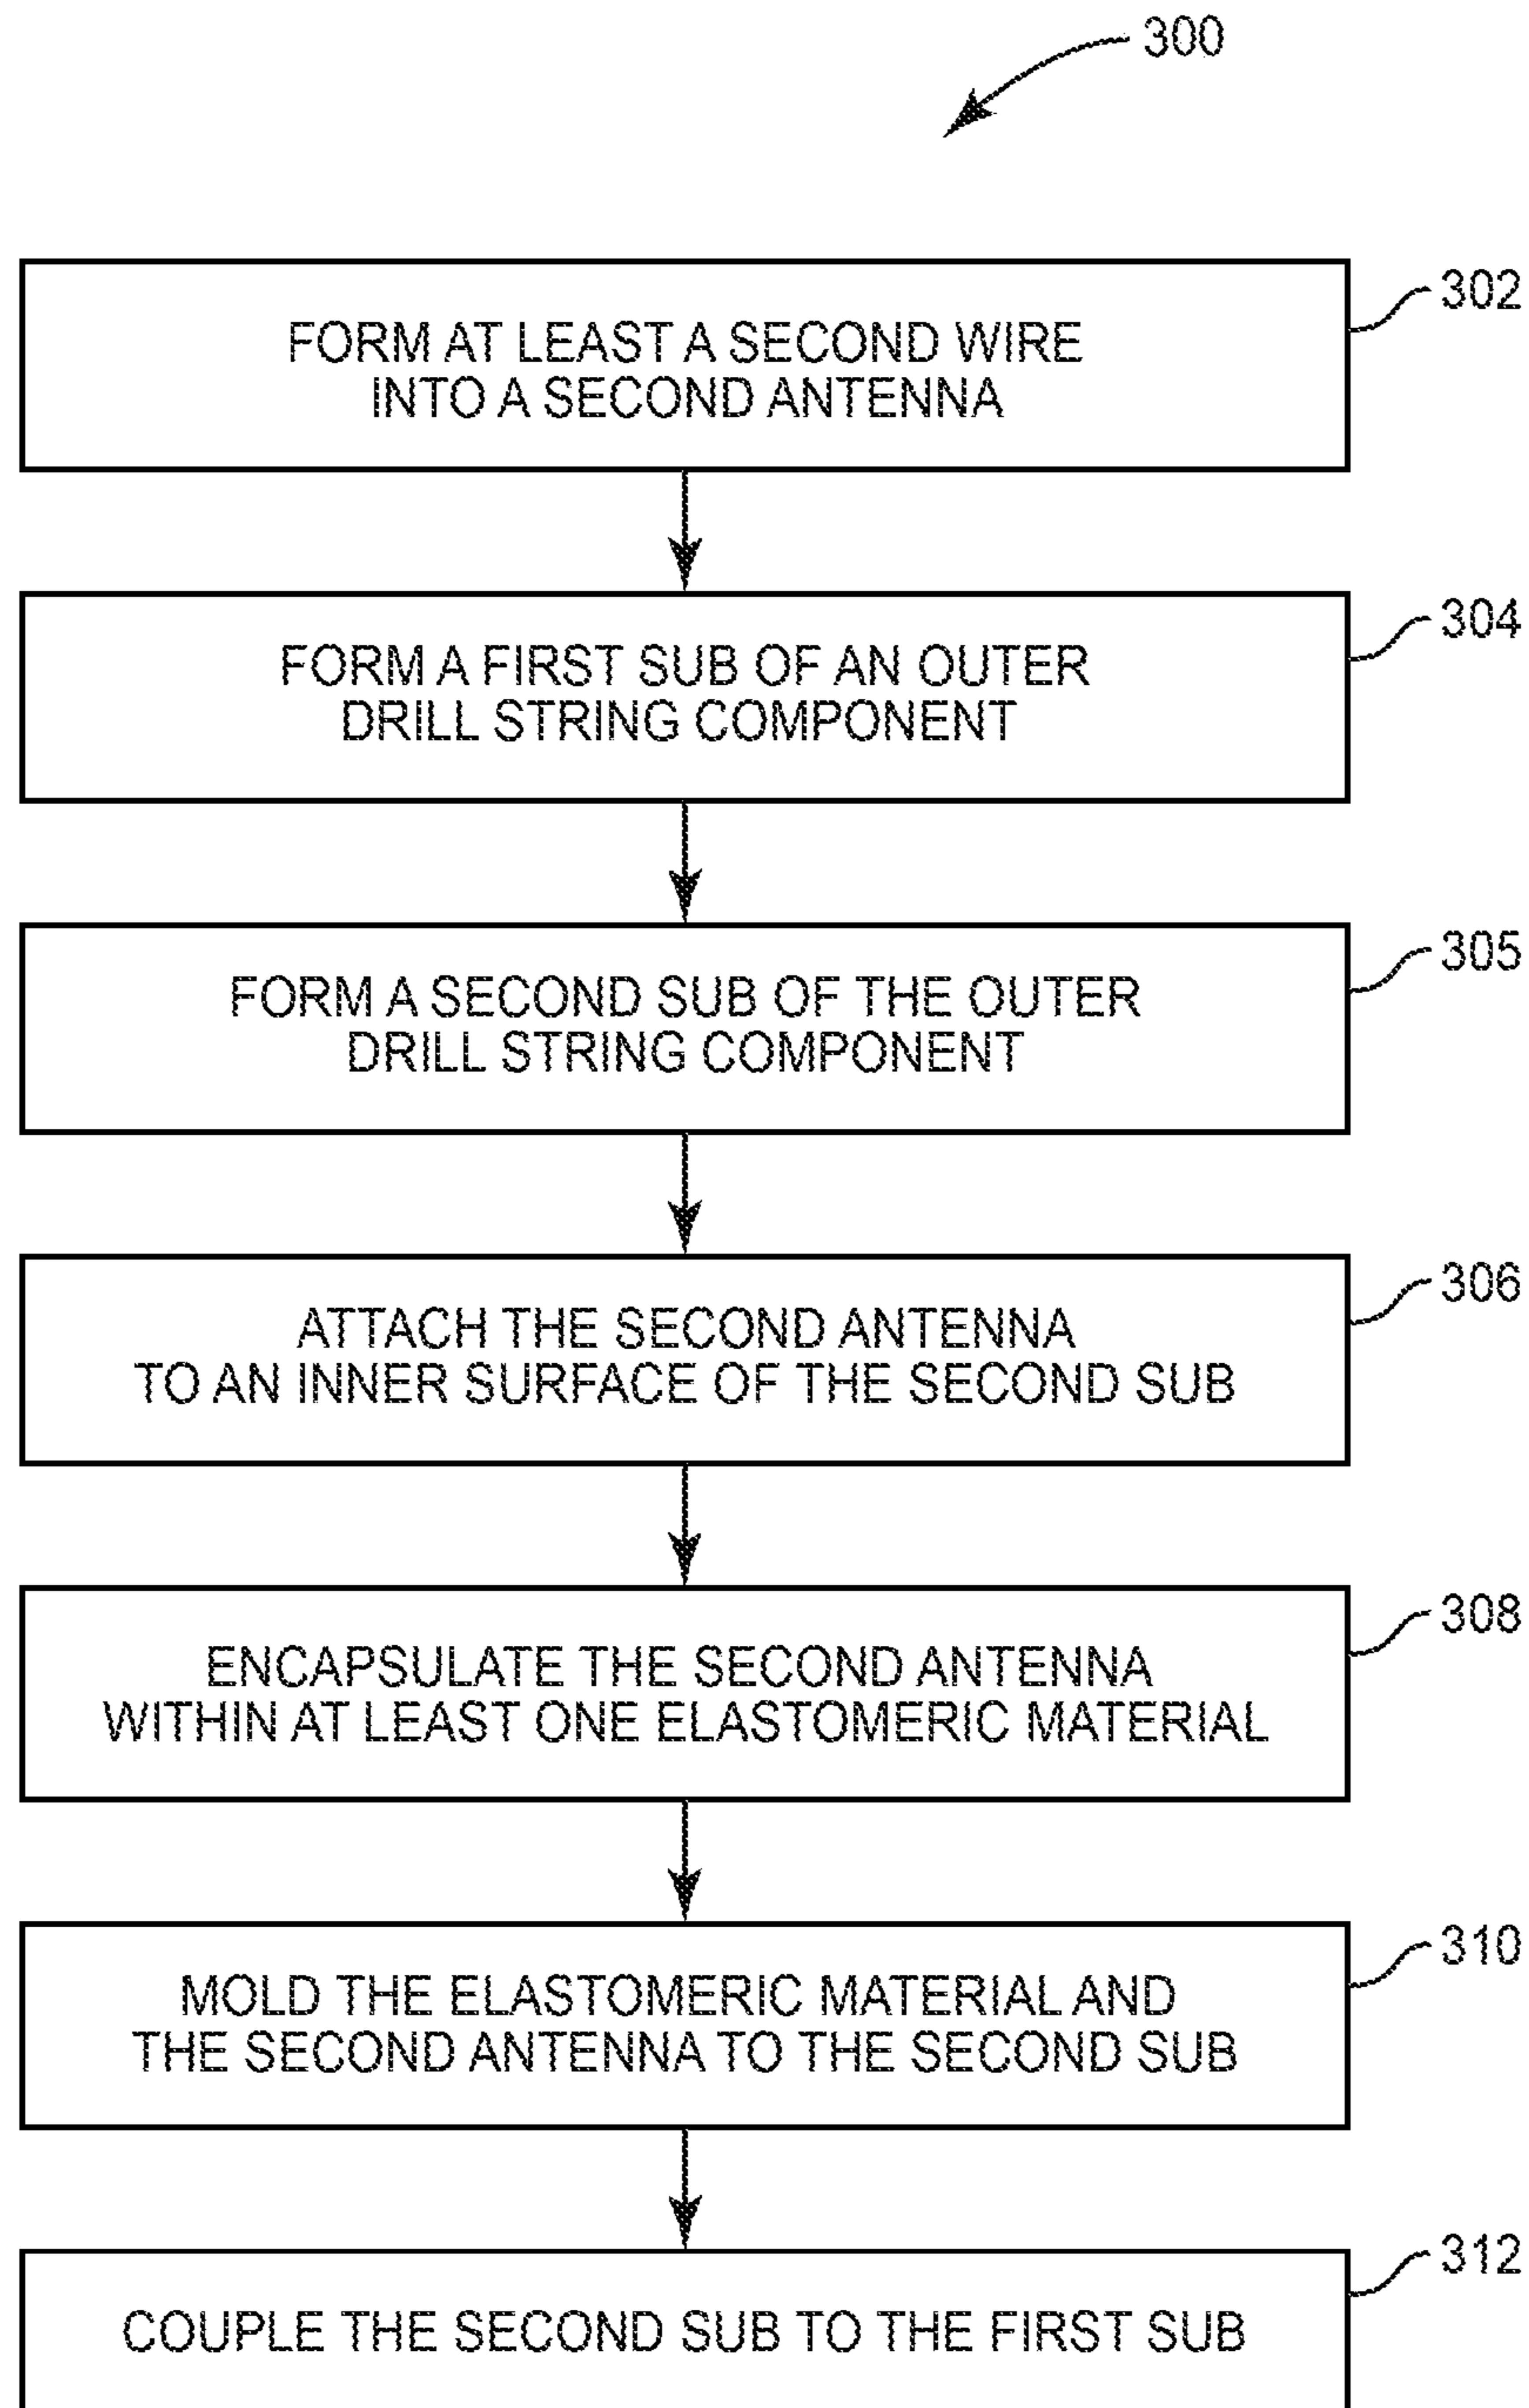 300
FORM AT LEAST A SECOND WIRE
INTO A SECOND ANTENNA
302
FORM A FIRST SUB OF AN OUTER
DRILL STRING COMPONENT
304
FORM A SECOND SUB OF THE OUTER
DRILL STRING COMPONENT
305
ATTACH THE SECOND ANTENNA
TO AN INNER SURFACE OF THE SECOND SUB
306
ENCAPSULATE THE SECOND ANTENNA
WITHIN AT LEAST ONE ELASTOMERIC MATERIAL
308
MOLD THE ELASTOMERIC MATERIAL AND
THE SECOND ANTENNA TO THE SECOND SUB
310
COUPLE THE SECOND SUB TO THE FIRST SUB
312